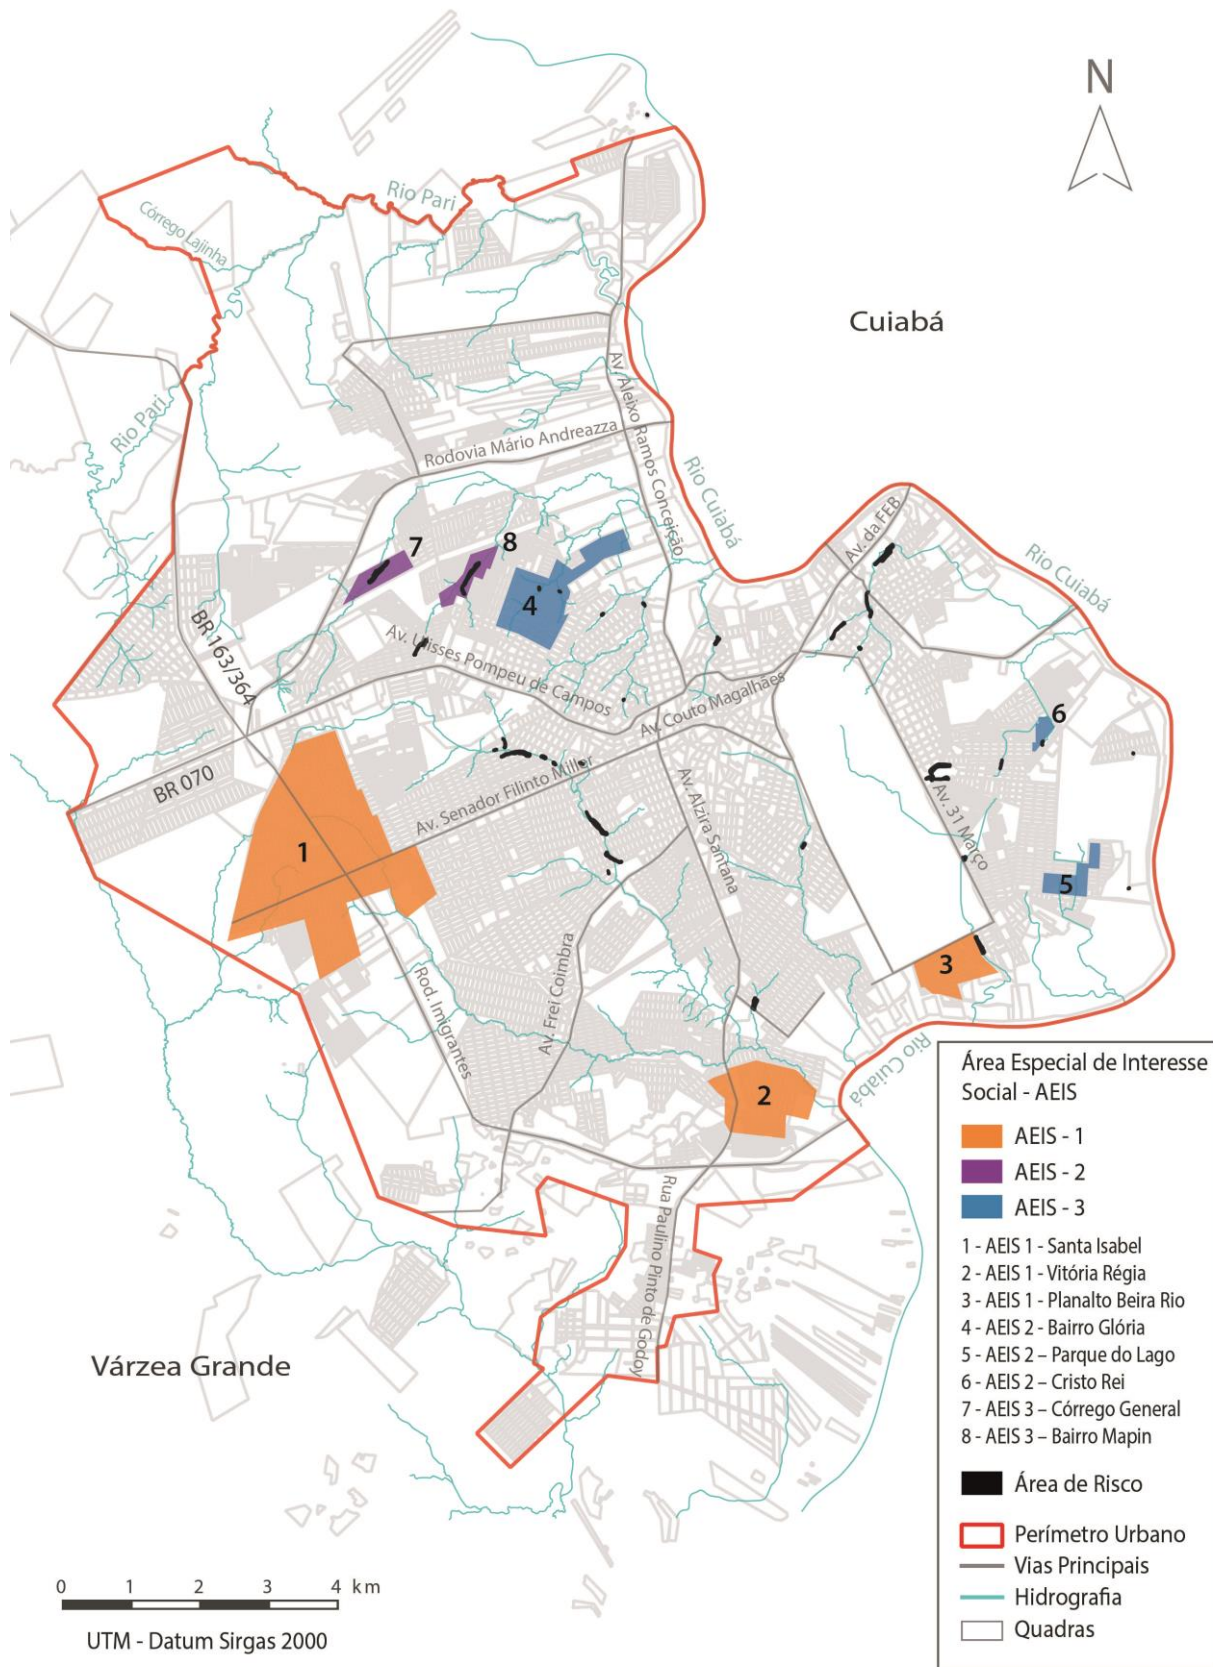 N
Rio Pari
Córrego Lajinha
Cuiabá
Rio Pari
Av. Aleixo Ramos Conceição
Rodovia Mário Andreazza
Rio Cuiabá
Av. da FEB
Rio Cuiabá
7
8
4
BR 163/364
Av. Ulisses Pompeu de Campos
Av. Couto Magalhães
6
BR 070
Av. Senador Filinto Miller
Av. Alzira Santana
Av. 31 Março
1
5
3
Rod. Imigrantes
Av. Frei Coimbra
Rio Cuiabá
2
Rua Paulino Pinto de Godoy
Várzea Grande
Área Especial de Interesse
Social - AEIS
AEIS - 1
AEIS - 2
AEIS - 3
1 - AEIS 1 - Santa Isabel
2 - AEIS 1 - Vitória Régia
3 - AEIS 1 - Planalto Beira Rio
4 - AEIS 2 - Bairro Glória
5 - AEIS 2 – Parque do Lago
6 - AEIS 2 – Cristo Rei
7 - AEIS 3 – Córrego General
8 - AEIS 3 – Bairro Mapin
Área de Risco
Perímetro Urbano
Vias Principais
Hidrografia
Quadras
0 1 2 3 4 km
UTM - Datum Sirgas 2000